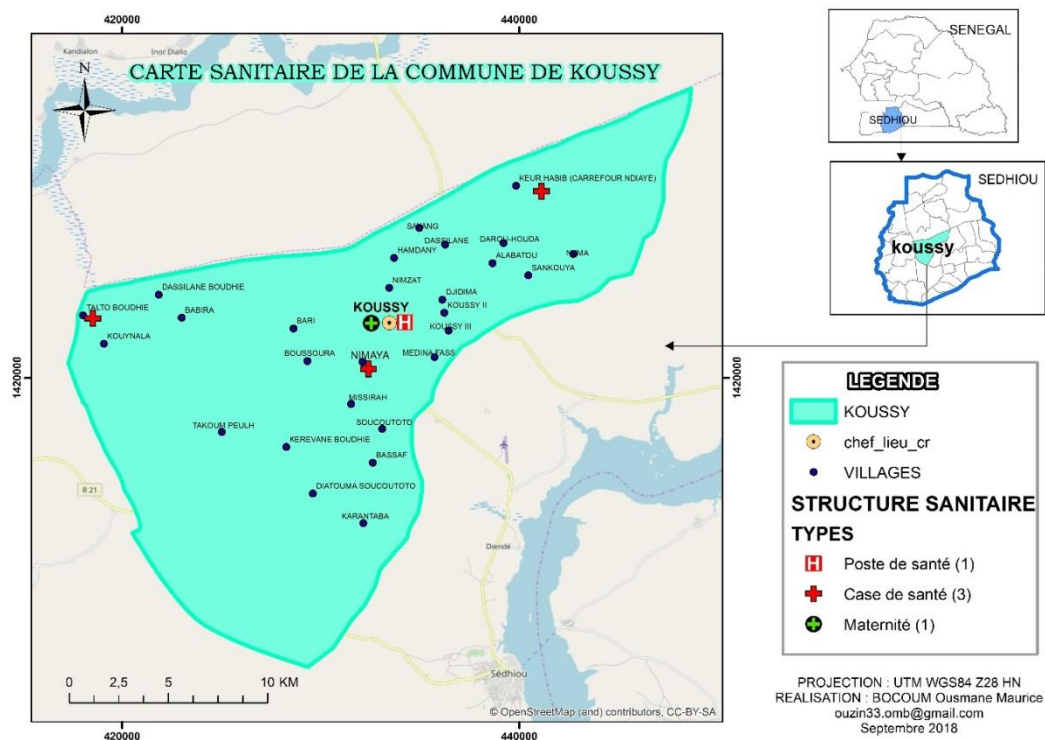 420000
440000
Kandialon
Inor Diallo
N
CARTE SANITAIRE DE LA COMMUNE DE KOUSSY
KEUR HABIB (CARREFOUR NDIAYE)
SAYANG
DASSILANE
DAROU-HOUDA
HAMDANY
ALABATOU
NEMA
SANKOUYA
NIMZAT
DASSILANE BOUDHIE
DJIDIMA
KOUSSY
KOUSSY II
TALTO BOUDHIE
BABIRA
BARI
KOUSSY III
KOUYNALA
BOUSSOURA
NIMAYA
MEDINA FASS
1420000
1420000
MISSIRAH
TAKOUM PEULH
SOUCOUTOTO
KEREVANE BOUDHIE
BASSAF
R 21
DIATOUMA SOUCOUTOTO
KARANTABA
Diendé
Sédhiou
0 2,5 5 10 KM
© OpenStreetMap (and) contributors, CC-BY-SA
420000
440000
SENEGAL
SEDHIOU
SEDHIOU
koussy
LEGENDE
KOUSSY
chef_lieu_cr
VILLAGES
STRUCTURE SANITAIRE
TYPES
H Poste de santé (1)
Case de santé (3)
Maternité (1)
PROJECTION : UTM WGS84 Z28 HN
REALISATION : BOCOUM Ousmane Maurice
ouzin33.omb@gmail.com
Septembre 2018